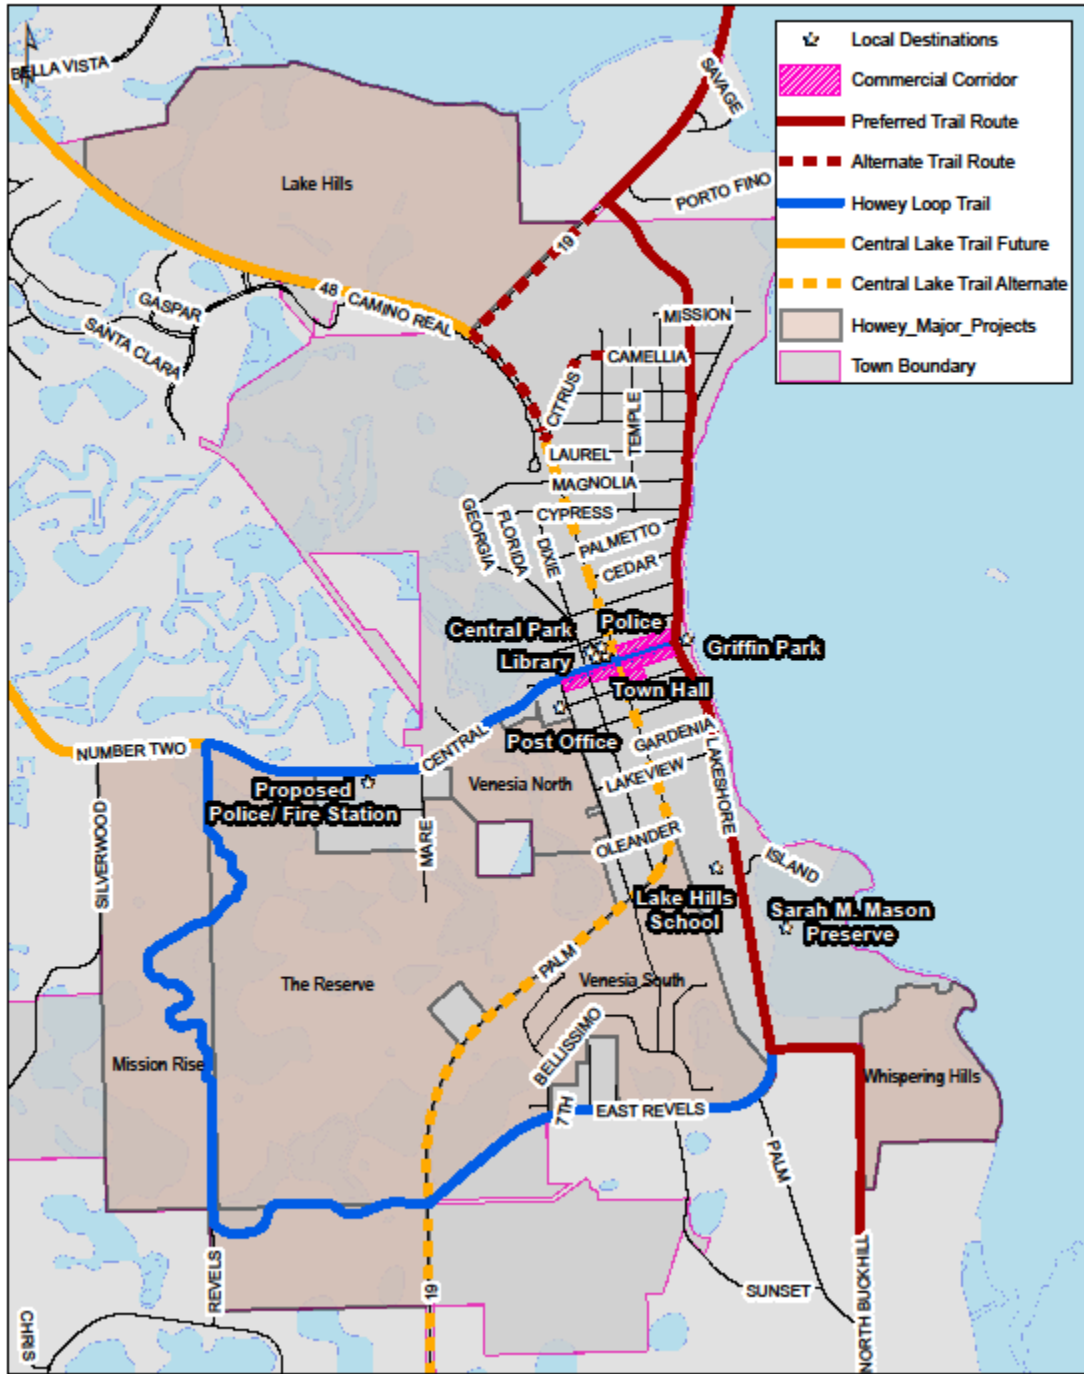 Local Destinations
Commercial Corridor
Preferred Trail Route
Alternate Trail Route
Howey Loop Trail
Central Lake Trail Future
Central Lake Trail Alternate
Howey_Major_Projects
Town Boundary
BELLA VISTA
SAVAGE
Lake Hills
PORTO FINO
19
48
CAMINO REAL
GASPAR
SANTA CLARA
MISSION
CAMELLIA
CITRUS
TEMPLE
LAUREL
MAGNOLIA
GEORGIA
FLORIDA
CYPRESS
DIXIE
PALMETTO
CEDAR
Central Park
Police
Library
Griffin Park
Town Hall
Post Office
GARDENIA
LAKESHORE
CENTRAL
NUMBER TWO
Proposed
Police/ Fire Station
Venesia North
LAKEVIEW
SILVERWOOD
MARE
OLEANDER
ISLAND
Lake Hills
School
Sarah M. Mason
Preserve
PALM
The Reserve
Venesia South
BELLISSIMO
Mission Rise
Whispering Hills
7TH
EAST REVELS
PALM
REVELS
19
SUNSET
NORTH BUCKHILL
CHRIS